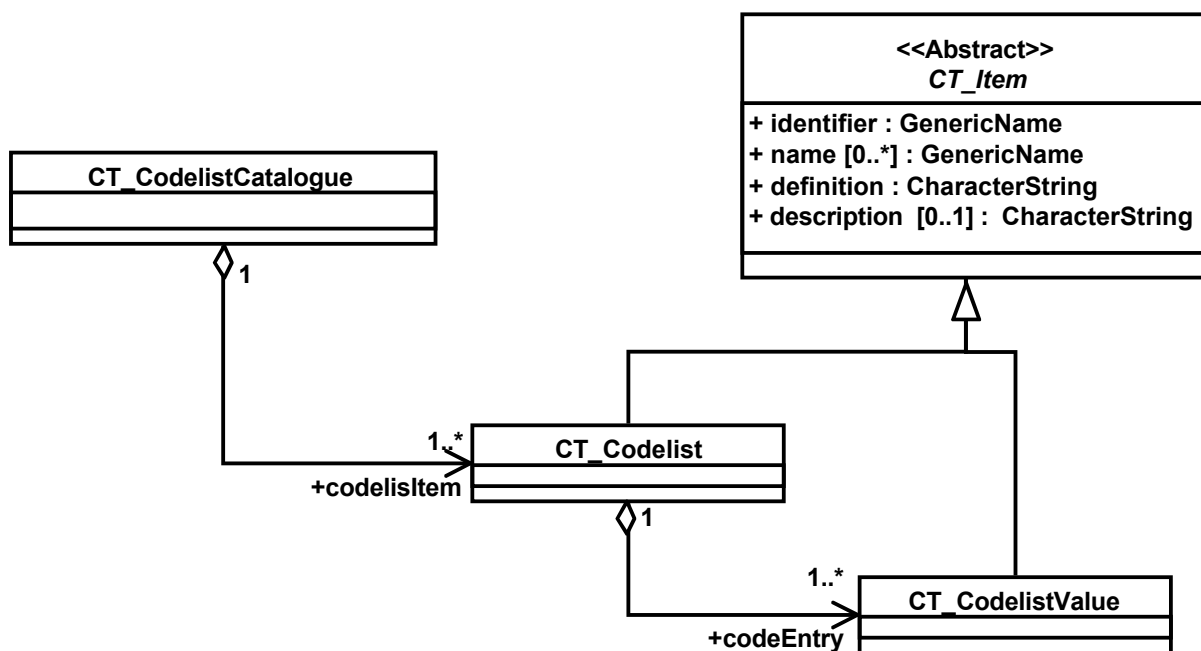 <<Abstract>>
CT_Item
+ identifier : GenericName
+ name [0..*] : GenericName
+ definition : CharacterString
+ description [0..1] : CharacterString
CT_CodelistCatalogue
1
1..*
+codelisItem
CT_Codelist
1
1..*
+codeEntry
CT_CodelistValue